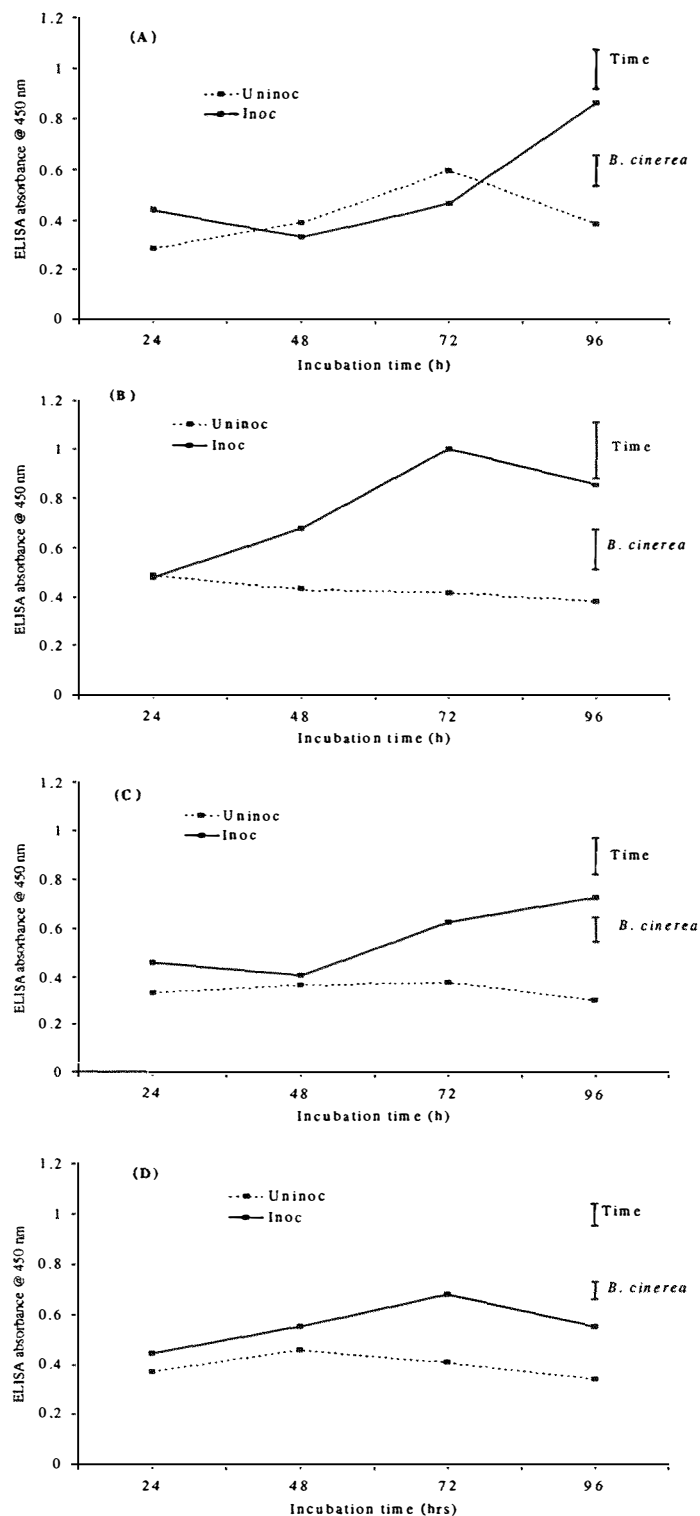 (A)
1.2
1
0.8
0.6
0.4
0.2
0
ELISA absorbance @ 450 nm
Uninoc
Inoc
Time
B. cinerea
24 48 72 96
Incubation time (h)
(B)
1.2
1
0.8
0.6
0.4
0.2
0
ELISA absorbance @ 450 nm
Uninoc
Inoc
Time
B. cinerea
24 48 72 96
Incubation time (h)
(C)
1.2
1
0.8
0.6
0.4
0.2
0
ELISA absorbance @ 450 nm
Uninoc
Inoc
Time
B. cinerea
24 48 72 96
Incubation time (h)
(D)
1.2
1
0.8
0.6
0.4
0.2
0
ELISA absorbance @ 450 nm
Uninoc
Inoc
Time
B. cinerea
24 48 72 96
Incubation time (hrs)